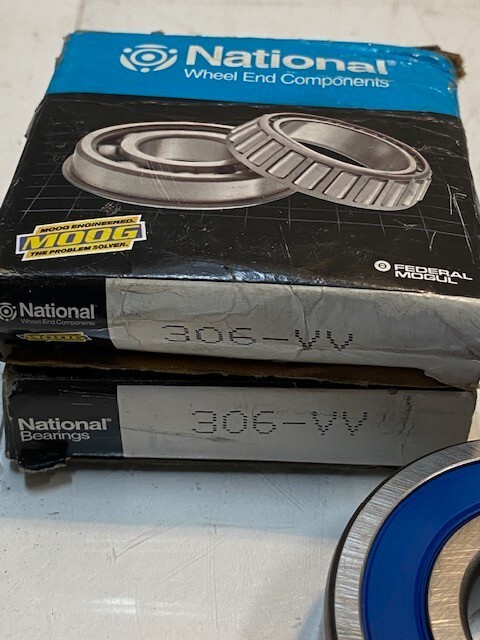 National®
Wheel End Components
MOOG ENGINEERED.
MOOG
THE PROBLEM SOLVER.
FEDERAL
MOGUL
National®
Wheel End Components
MOOG
306-VV
National®
Bearings
306-VV